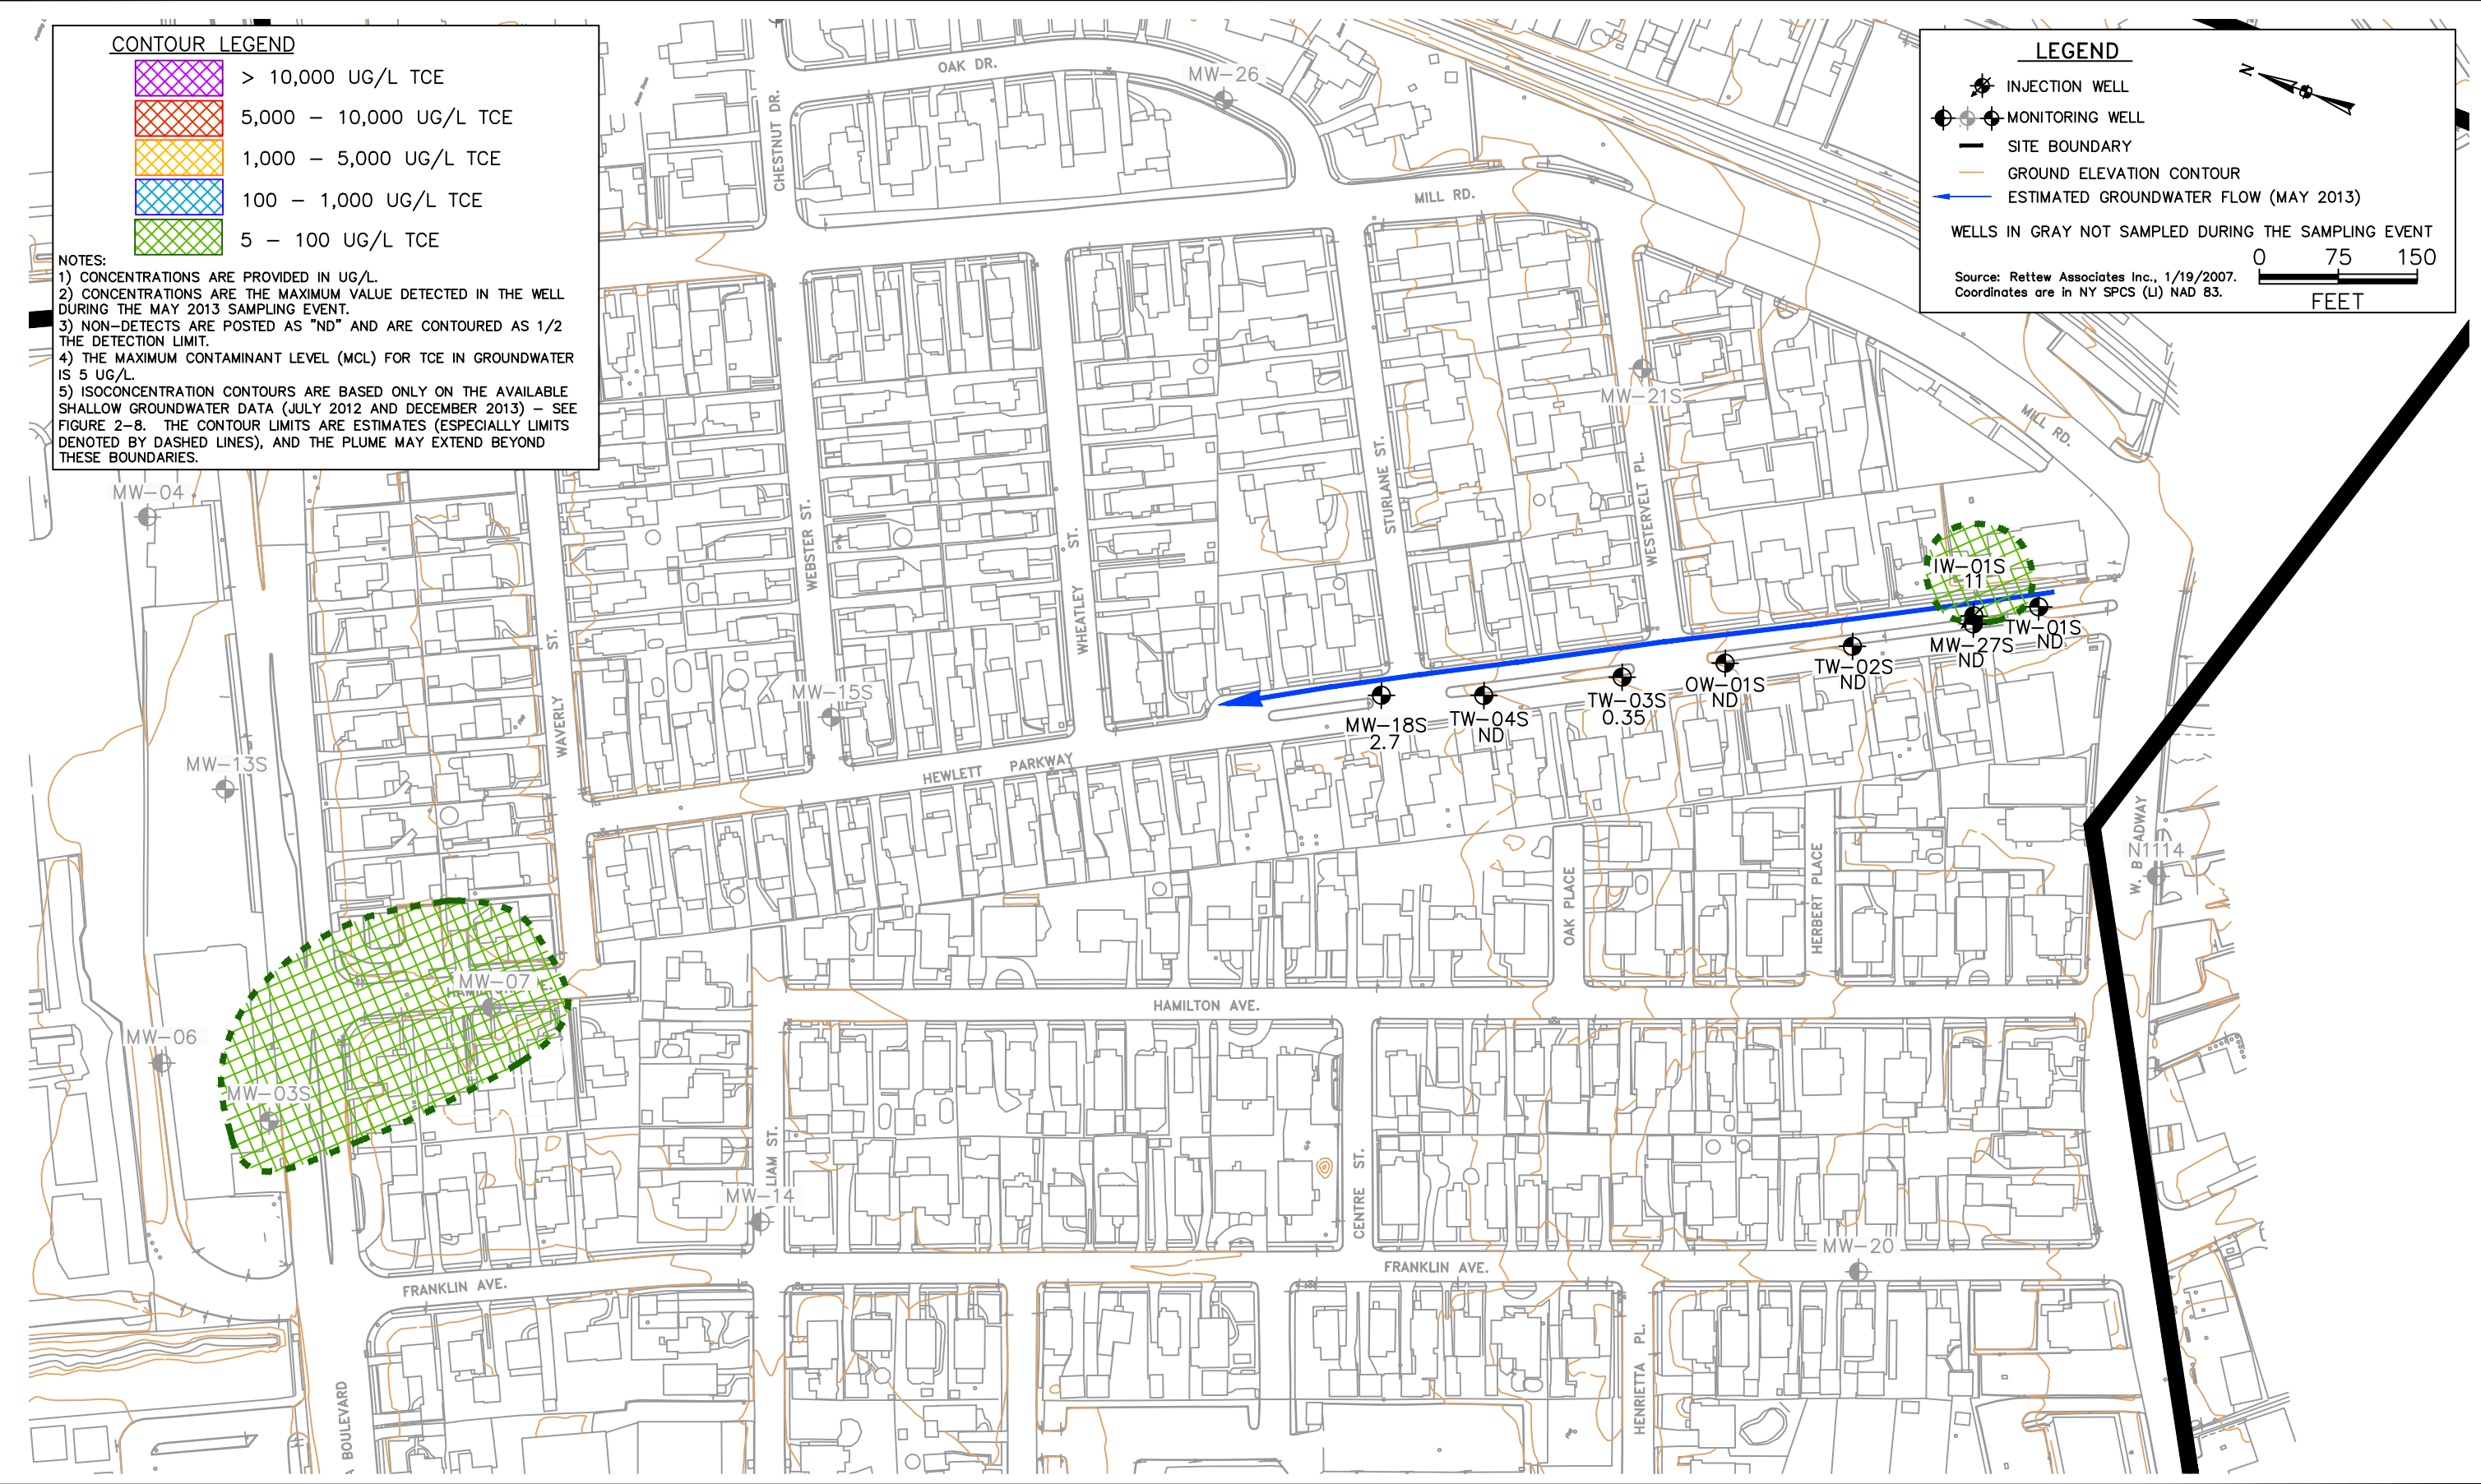 CONTOUR LEGEND
> 10,000 UG/L TCE
5,000 – 10,000 UG/L TCE
1,000 – 5,000 UG/L TCE
100 – 1,000 UG/L TCE
5 – 100 UG/L TCE
NOTES:
1) CONCENTRATIONS ARE PROVIDED IN UG/L.
2) CONCENTRATIONS ARE THE MAXIMUM VALUE DETECTED IN THE WELL
DURING THE MAY 2013 SAMPLING EVENT.
3) NON-DETECTS ARE POSTED AS "ND" AND ARE CONTOURED AS 1/2
THE DETECTION LIMIT.
4) THE MAXIMUM CONTAMINANT LEVEL (MCL) FOR TCE IN GROUNDWATER
IS 5 UG/L.
5) ISOCONCENTRATION CONTOURS ARE BASED ONLY ON THE AVAILABLE
SHALLOW GROUNDWATER DATA (JULY 2012 AND DECEMBER 2013) – SEE
FIGURE 2-8. THE CONTOUR LIMITS ARE ESTIMATES (ESPECIALLY LIMITS
DENOTED BY DASHED LINES), AND THE PLUME MAY EXTEND BEYOND
THESE BOUNDARIES.
LEGEND
N
INJECTION WELL
MONITORING WELL
SITE BOUNDARY
GROUND ELEVATION CONTOUR
ESTIMATED GROUNDWATER FLOW (MAY 2013)
WELLS IN GRAY NOT SAMPLED DURING THE SAMPLING EVENT
0 75 150
FEET
Source: Rettew Associates Inc., 1/19/2007.
Coordinates are in NY SPCS (LI) NAD 83.
OAK DR.
MW-26
CHESTNUT DR.
MILL RD.
MW-21S
MILL RD.
MW-04
WEBSTER ST.
WHEATLEY ST.
STURLANE ST.
WESTERVELT PL.
WAVERLY ST.
IW-01S
11
TW-01S
ND
MW-27S
ND
TW-02S
ND
OW-01S
ND
TW-03S
0.35
TW-04S
ND
MW-18S
2.7
MW-15S
MW-13S
HEWLETT PARKWAY
OAK PLACE
HERBERT PLACE
W. B ADWAY
N1114
MW-07
HAMILTON AVE.
MW-06
MW-03S
MW-14
LIAM ST.
CENTRE ST.
MW-20
FRANKLIN AVE.
FRANKLIN AVE.
HENRIETTA PL.
A BOULEVARD